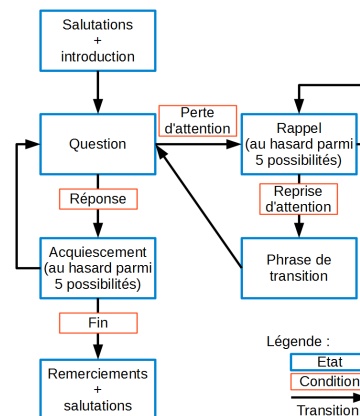 Salutations
+
introduction
Question
Perte
d'attention
Rappel
(au hasard parmi
5 possibilités)
Réponse
Reprise
d'attention
Acquiescement
(au hasard parmi
5 possibilités)
Phrase de
transition
Fin
Remerciements
+
salutations
Légende :
Etat
Condition
Transition